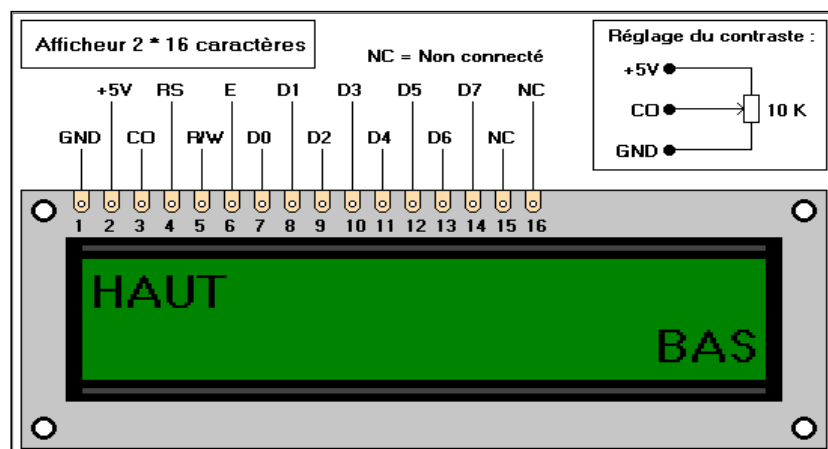 Afficheur 2 * 16 caractères
NC = Non connecté
Réglage du contraste :
+5V
CO
10 K
GND
+5V RS E D1 D3 D5 D7 NC
GND CO R/W D0 D2 D4 D6 NC
1 2 3 4 5 6 7 8 9 10 11 12 13 14 15 16
HAUT
BAS